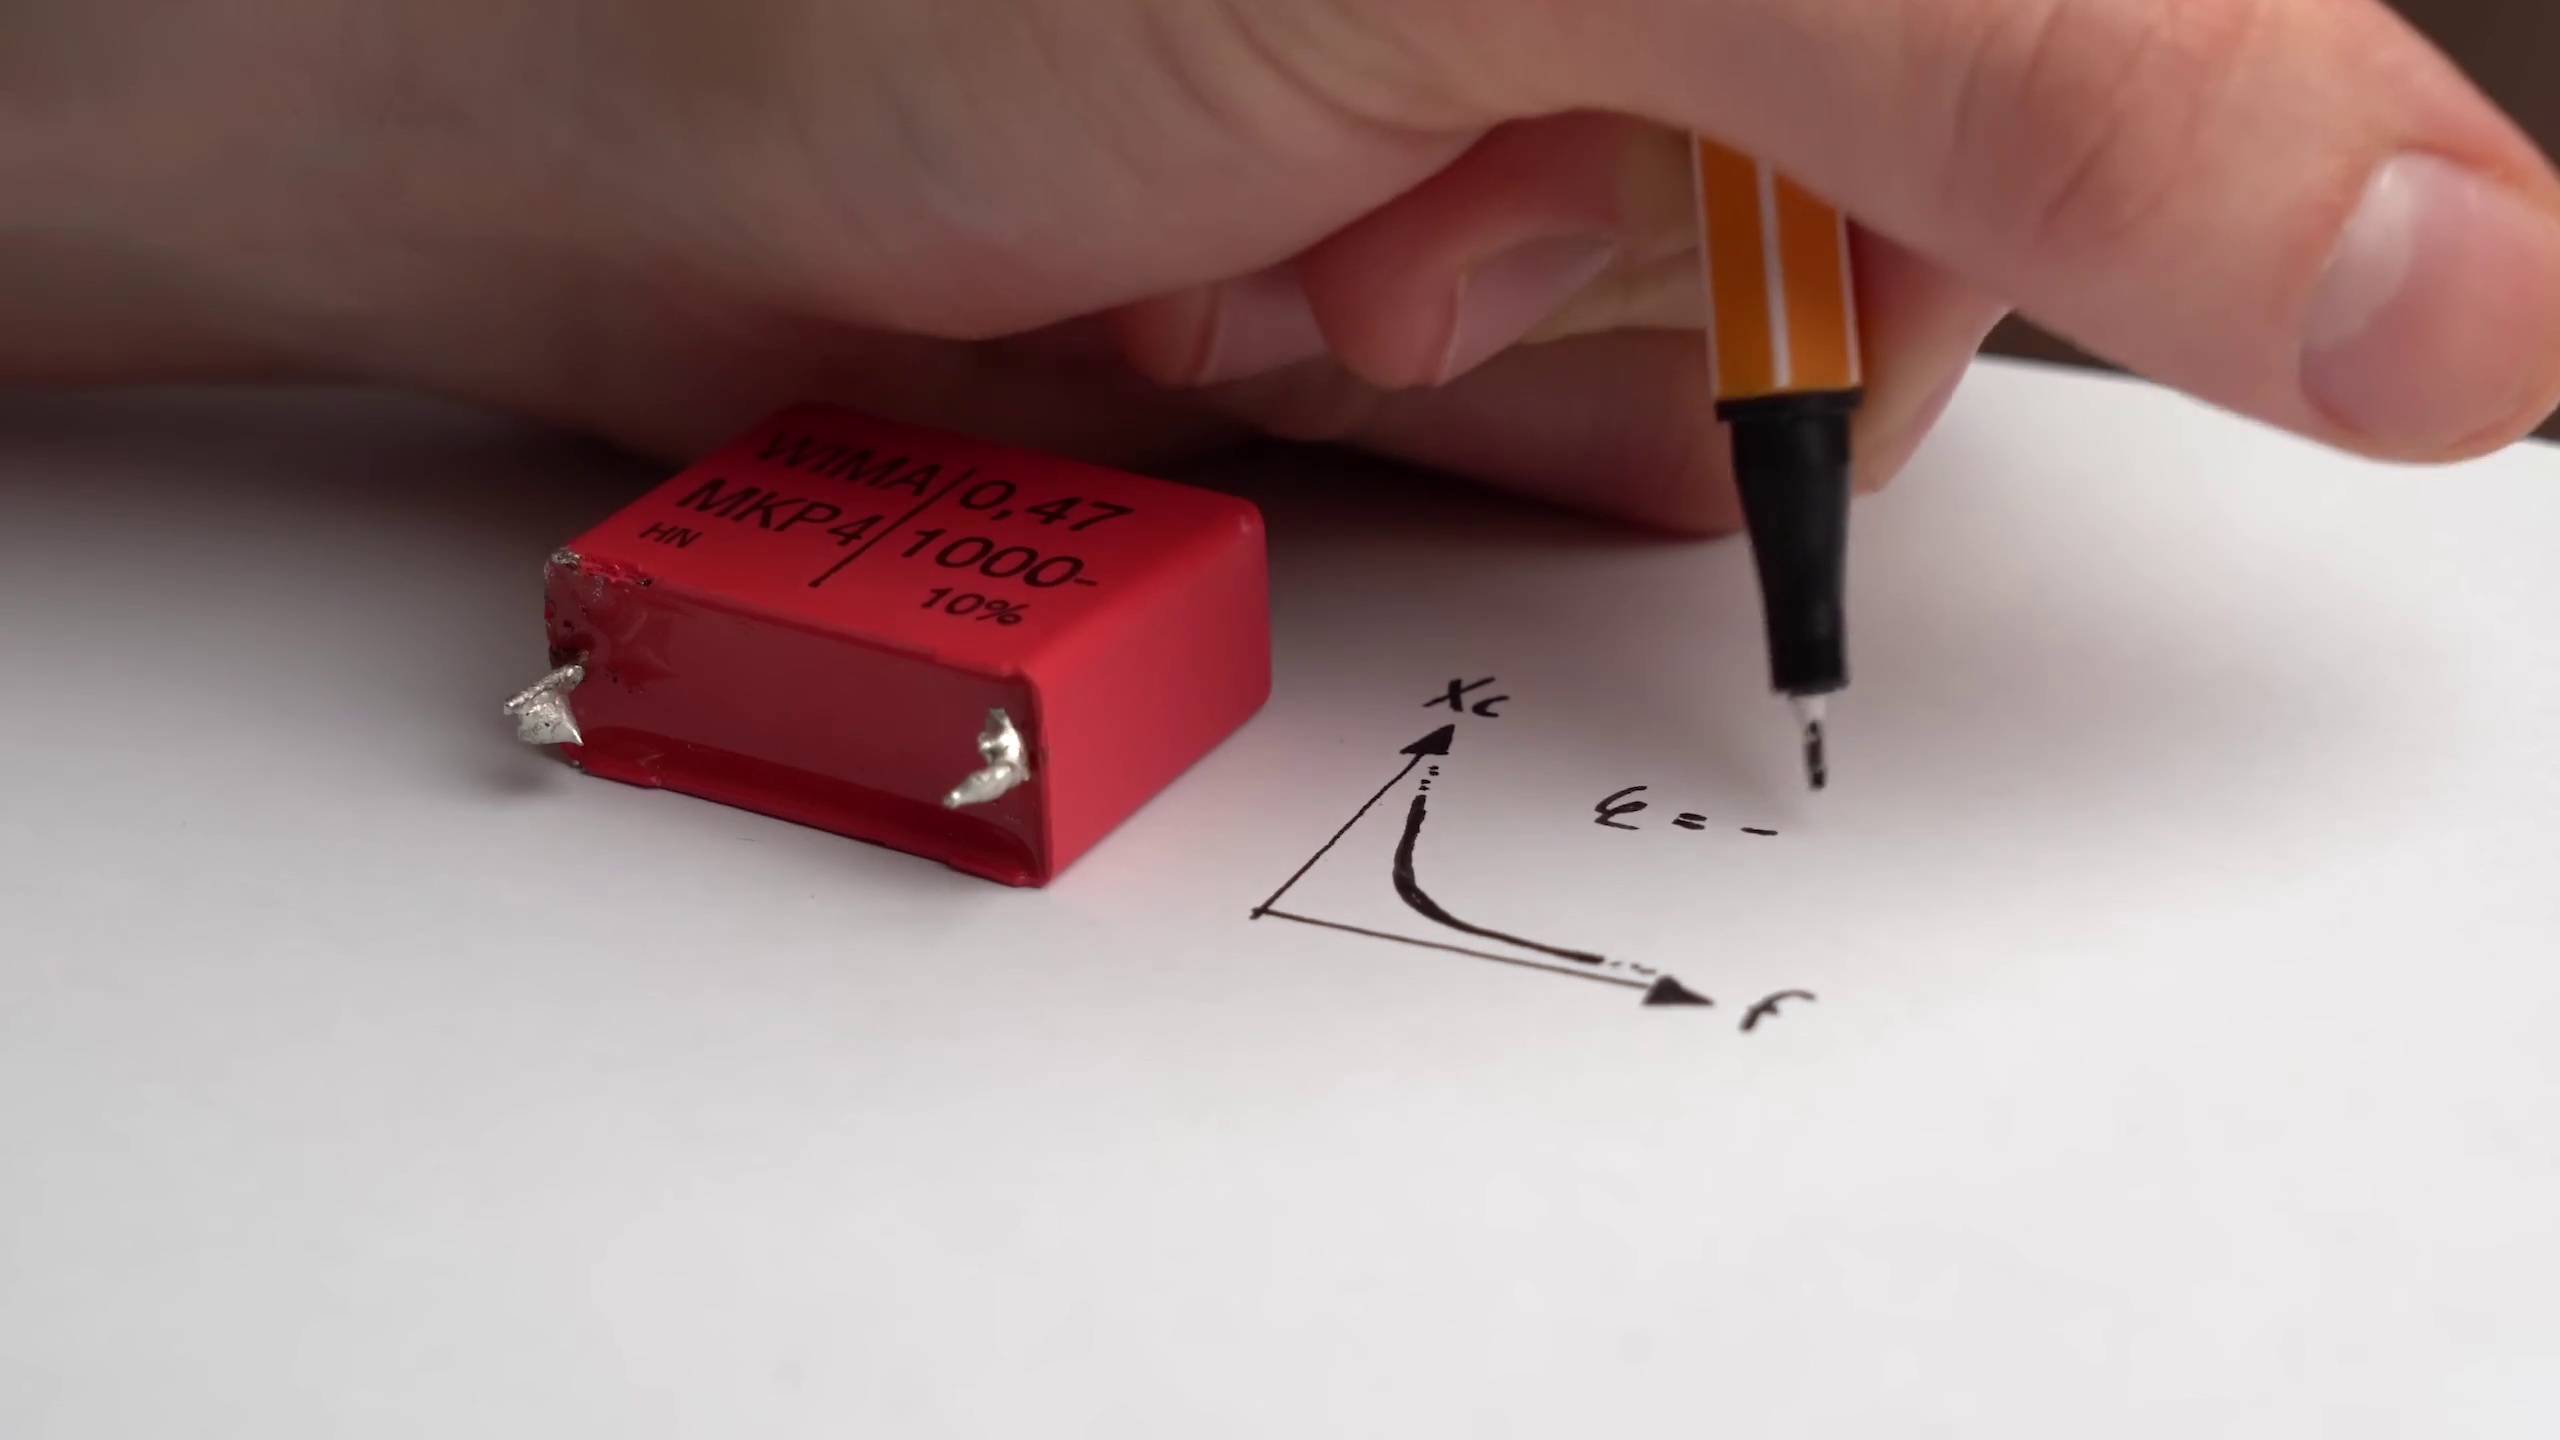 WIMA 0,47
MKP4 1000-
HN 10%
Xc
φ = -
f